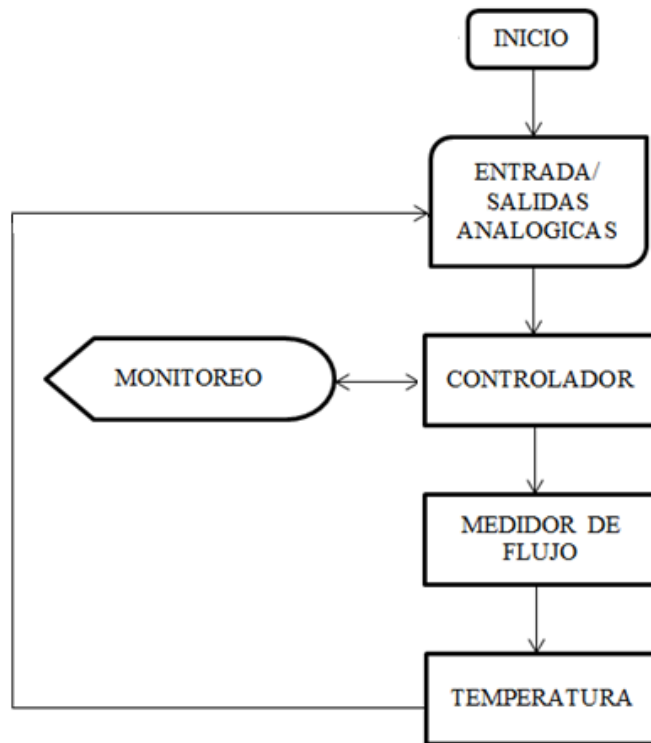 INICIO
ENTRADA/
SALIDAS
ANALOGICAS
MONITOREO
CONTROLADOR
MEDIDOR DE
FLUJO
TEMPERATURA